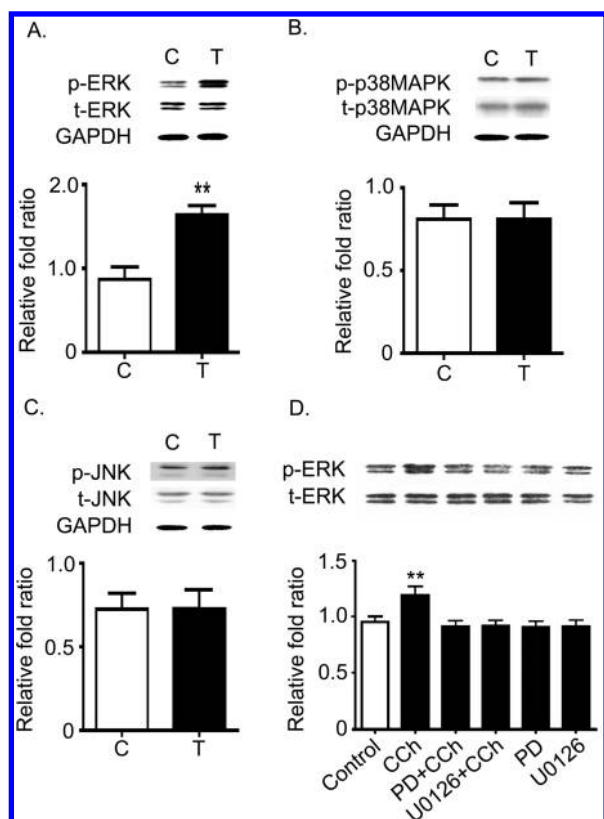 A.
C T
p-ERK
t-ERK
GAPDH
Relative fold ratio
2.0
**
1.0
0
C T
B.
C T
p-p38MAPK
t-p38MAPK
GAPDH
Relative fold ratio
1.0
0.5
0
C T
C.
C T
p-JNK
t-JNK
GAPDH
Relative fold ratio
1.0
0.5
0
C T
D.
p-ERK
t-ERK
Relative fold ratio
1.5
**
1.0
0.5
0
Control
CCh
PD+CCh
U0126+CCh
PD
U0126